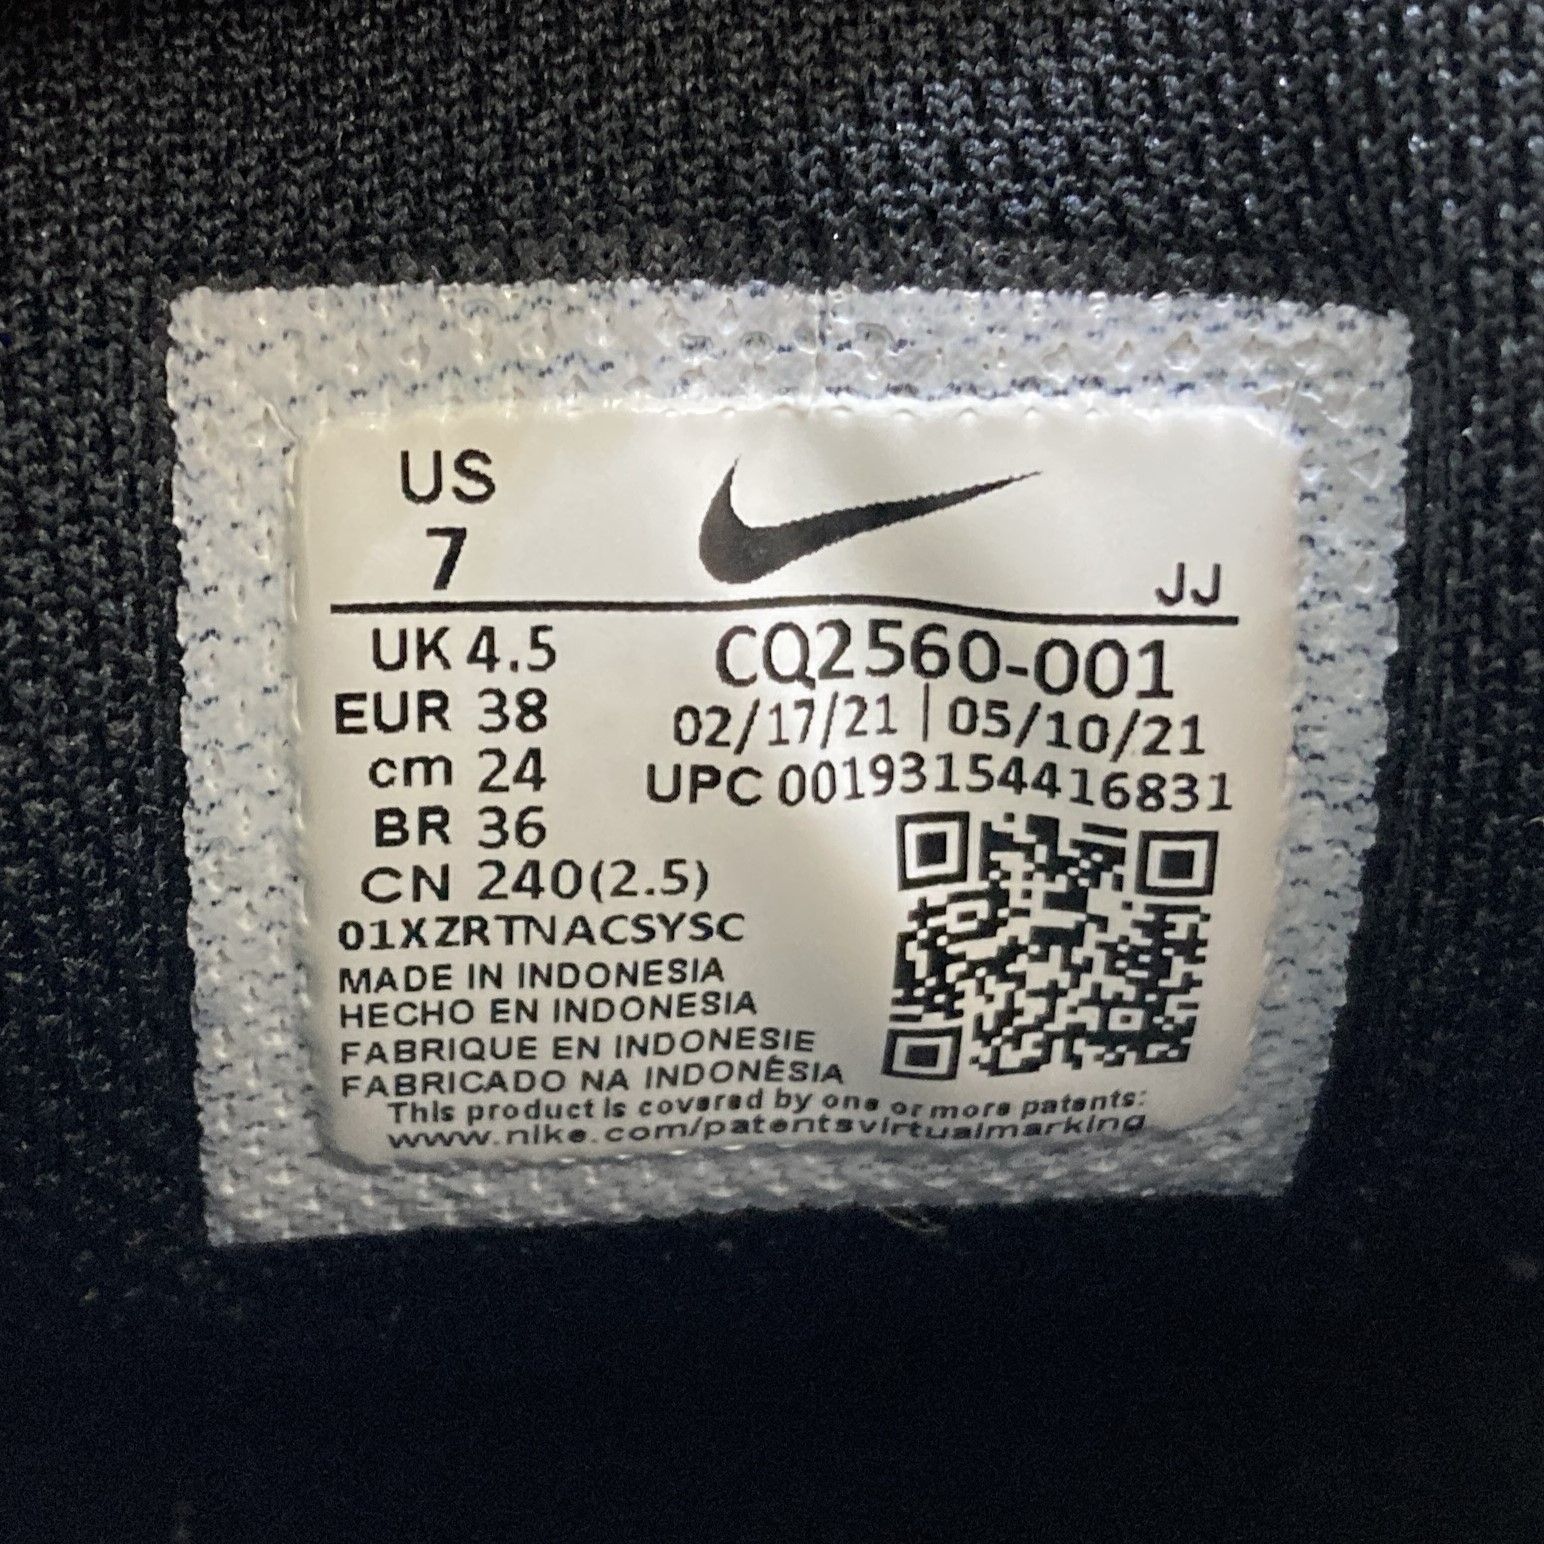 US
7
JJ
UK 4.5
EUR 38
cm 24
BR 36
CN 240(2.5)
CQ2560-001
02/17/21 | 05/10/21
UPC 00193154416831
01XZRTNACSYSC
MADE IN INDONESIA
HECHO EN INDONESIA
FABRIQUE EN INDONESIE
FABRICADO NA INDONÉSIA
This product is covered by one or more patents:
www.nike.com/patentsvirtualmarking